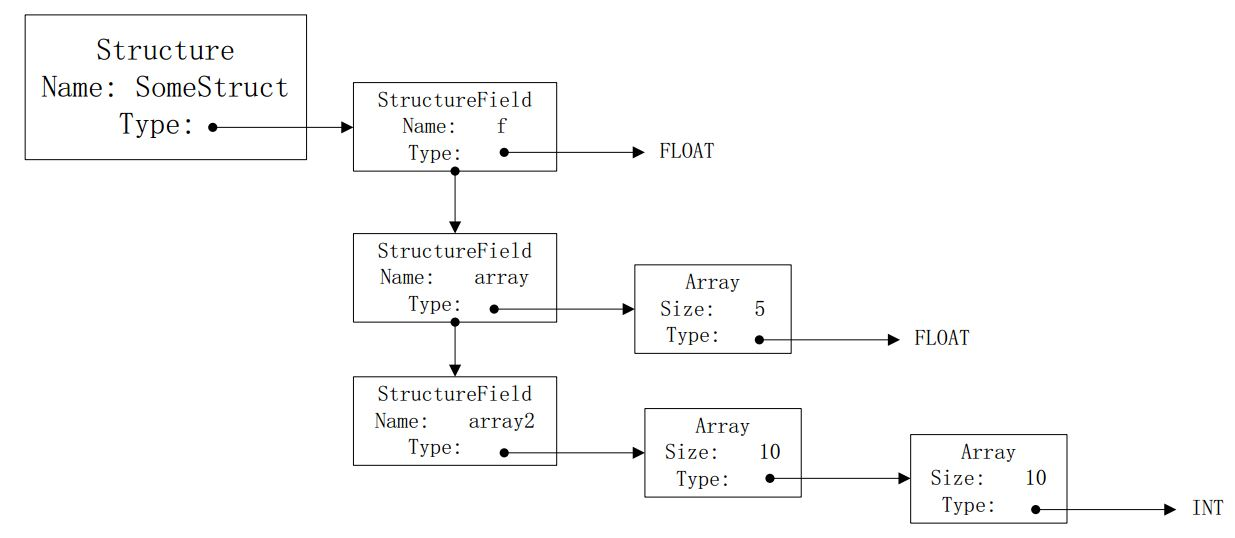 Structure
Name: SomeStruct
Type:
StructureField
Name: f
Type:
FLOAT
StructureField
Name: array
Type:
Array
Size: 5
Type:
FLOAT
StructureField
Name: array2
Type:
Array
Size: 10
Type:
Array
Size: 10
Type:
INT